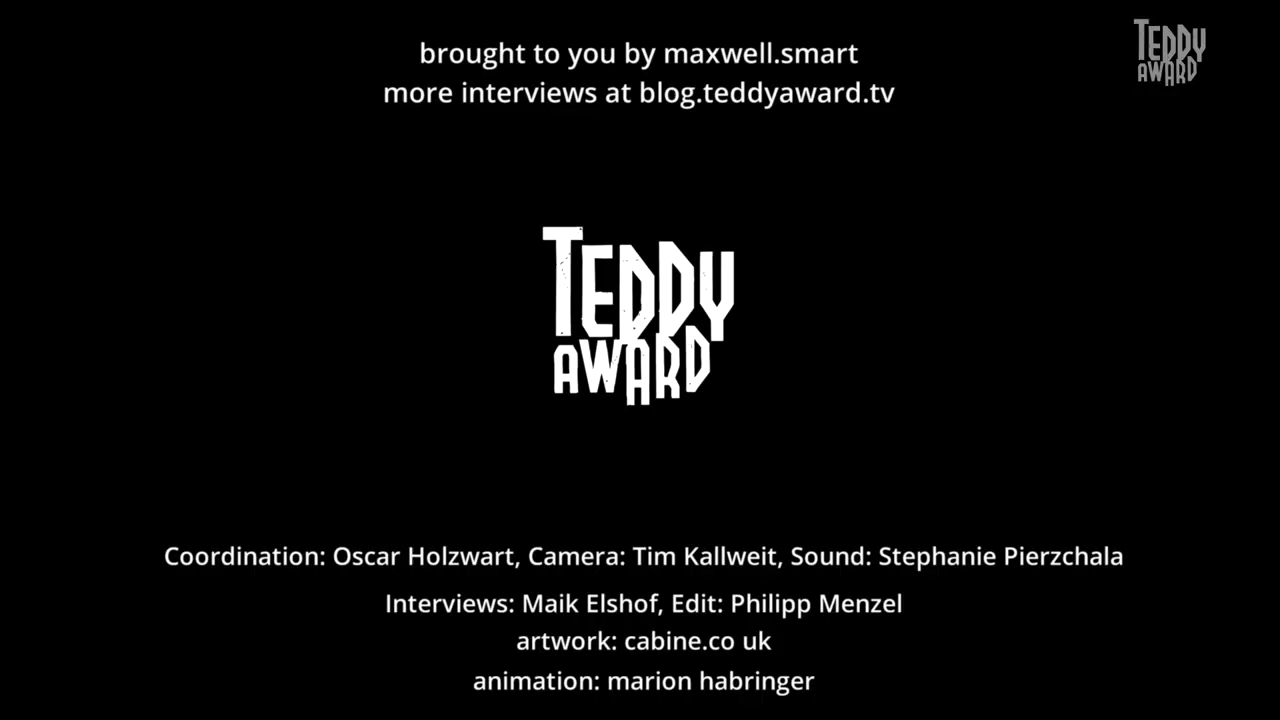 TEDDY
AWARD
brought to you by maxwell.smart
more interviews at blog.teddyaward.tv
TEDDY
AWARD
Coordination: Oscar Holzwart, Camera: Tim Kallweit, Sound: Stephanie Pierzchala
Interviews: Maik Elshof, Edit: Philipp Menzel
artwork: cabine.co uk
animation: marion habringer